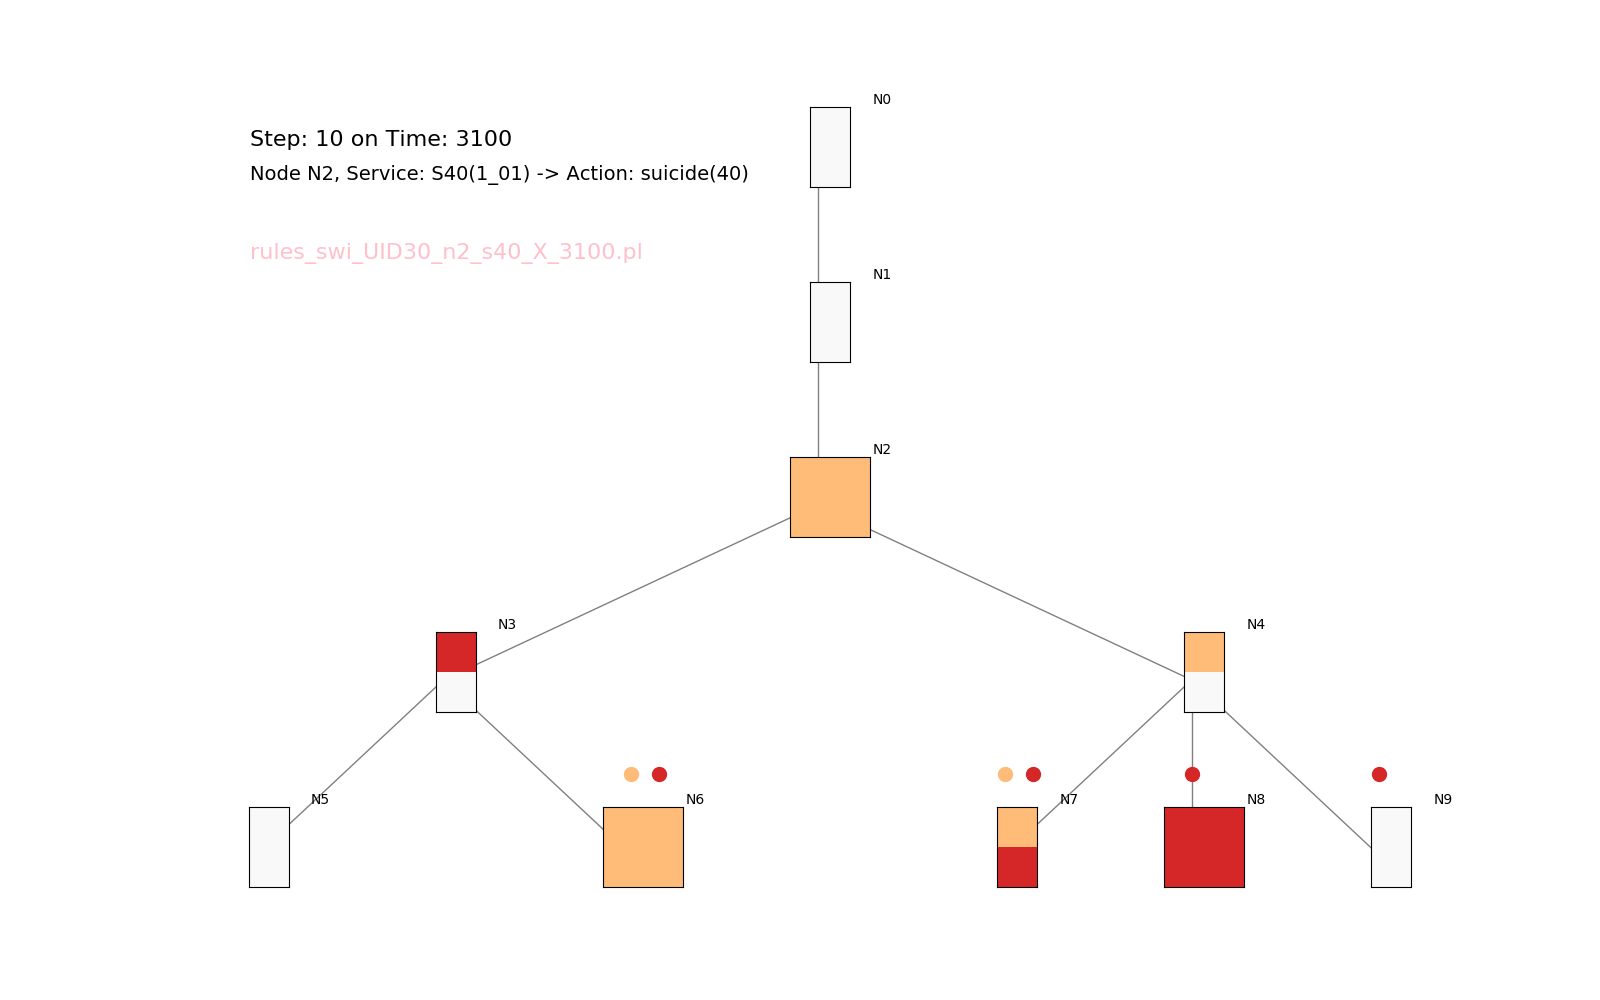 N0
Step: 10 on Time: 3100
Node N2, Service: S40(1_01) -> Action: suicide(40)
rules_swi_UID30_n2_s40_X_3100.pl
N1
N2
N3
N4
N5
N6
N7
N8
N9